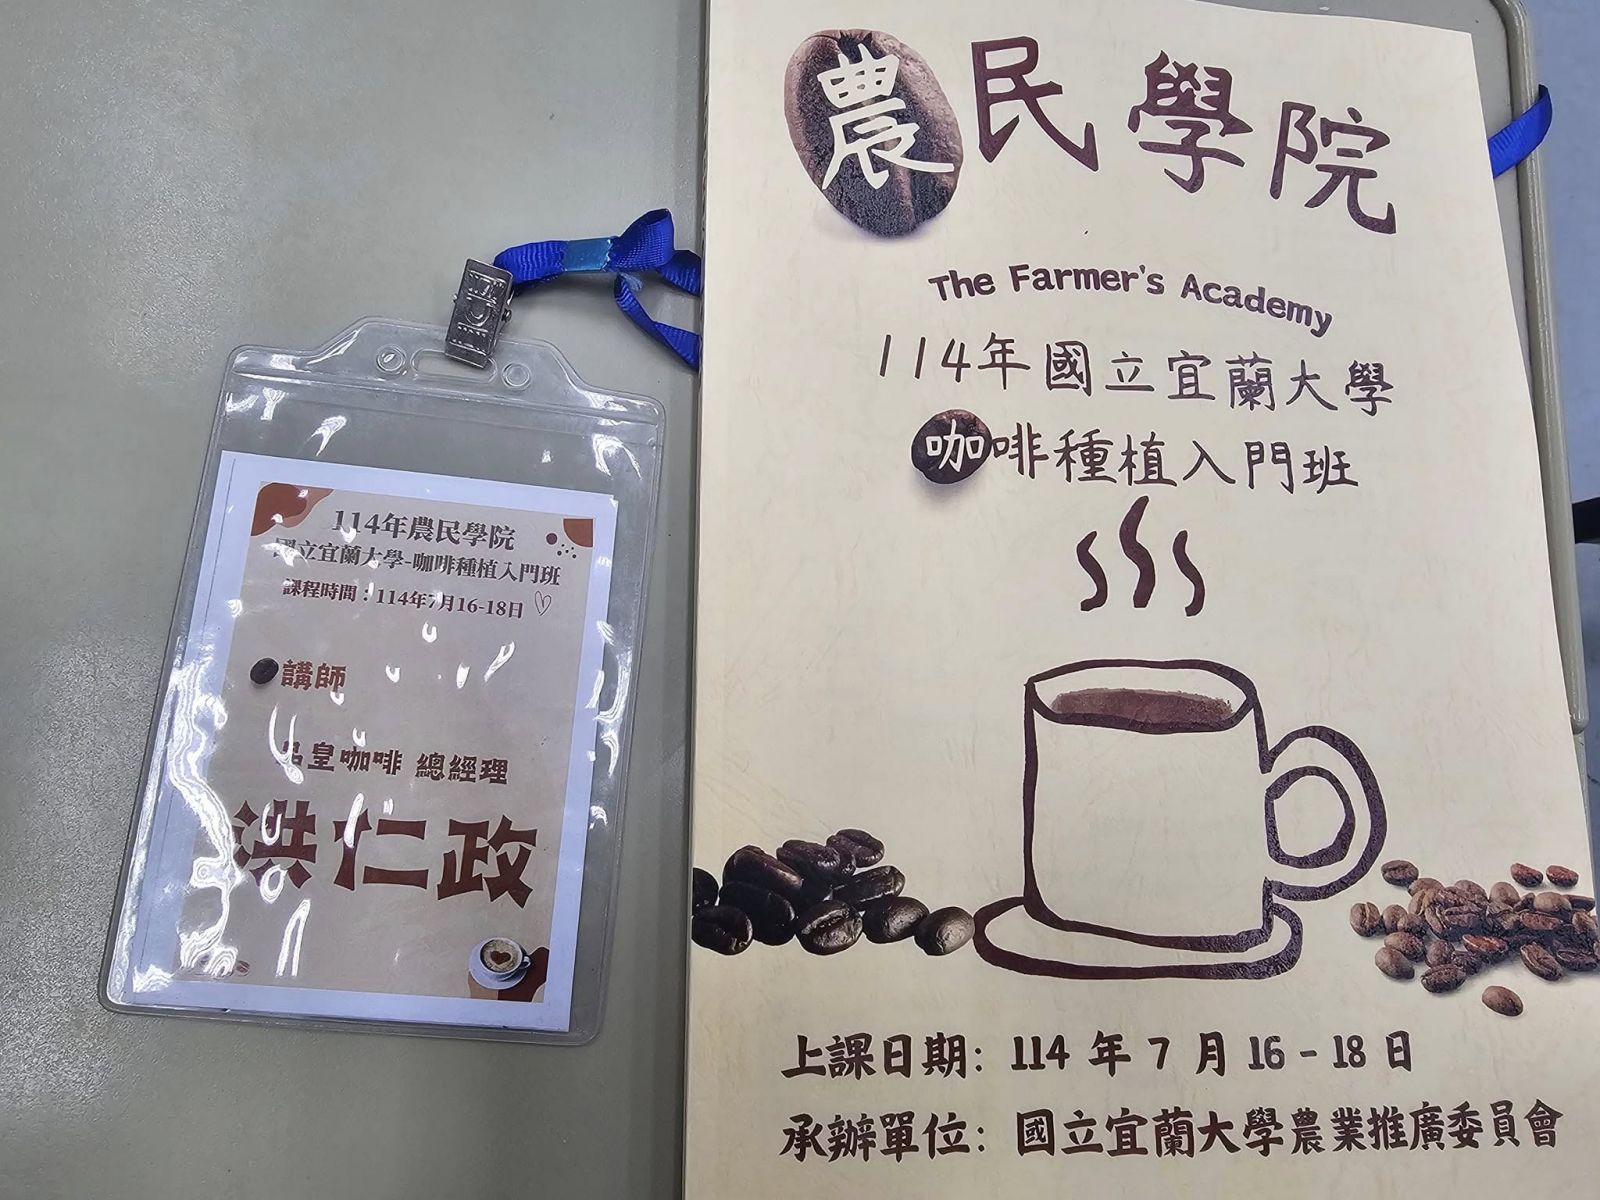 114年農民學院
國立宜蘭大學-咖啡種植入門班
課程時間：114年7月16-18日
講師
品皇咖啡 總經理
洪仁政
農民學院
The Farmer's Academy
114年國立宜蘭大學
咖啡種植入門班
上課日期: 114 年 7 月 16 - 18 日
承辦單位: 國立宜蘭大學農業推廣委員會